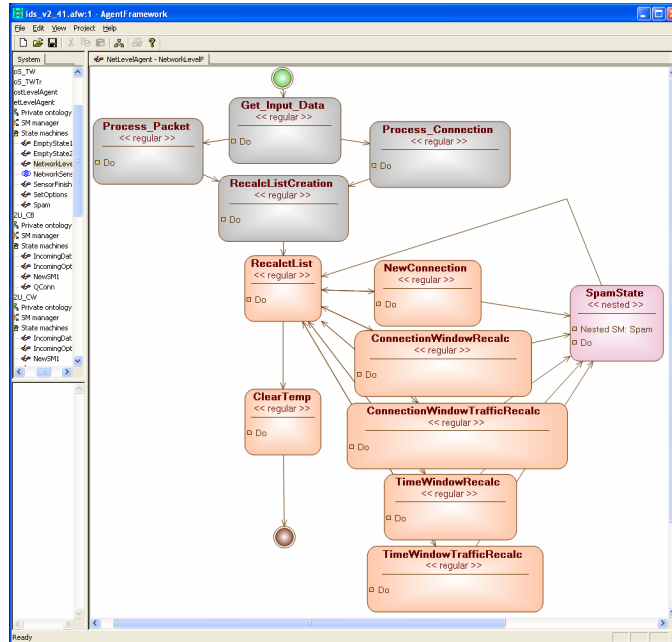 ids_v2_41.afw:1 - AgentFramework
File Edit View Project Help
System
NetLevelAgent - NetworkLevelF
oS_TW
oS_TWTr
ostLevelAgent
etLevelAgent
Private ontology
SM manager
State machines
EmptyState1
EmptyState2
NetworkLeve
NetworkSens
SensorFinish
SetOptions
Spam
2U_CB
Private ontology
SM manager
State machines
IncomingDat
IncomingOpt
NewSM1
QConn
2U_CW
Private ontology
SM manager
State machines
IncomingDat
IncomingOpt
NewSM1
Get_Input_Data
<< regular >>
Do
Process_Packet
<< regular >>
Do
Process_Connection
<< regular >>
Do
RecalcListCreation
<< regular >>
Do
RecalctList
<< regular >>
Do
NewConnection
<< regular >>
Do
SpamState
<< nested >>
Nested SM: Spam
Do
ConnectionWindowRecalc
<< regular >>
Do
ClearTemp
<< regular >>
Do
ConnectionWindowTrafficRecalc
<< regular >>
Do
TimeWindowRecalc
<< regular >>
Do
TimeWindowTrafficRecalc
<< regular >>
Do
Ready